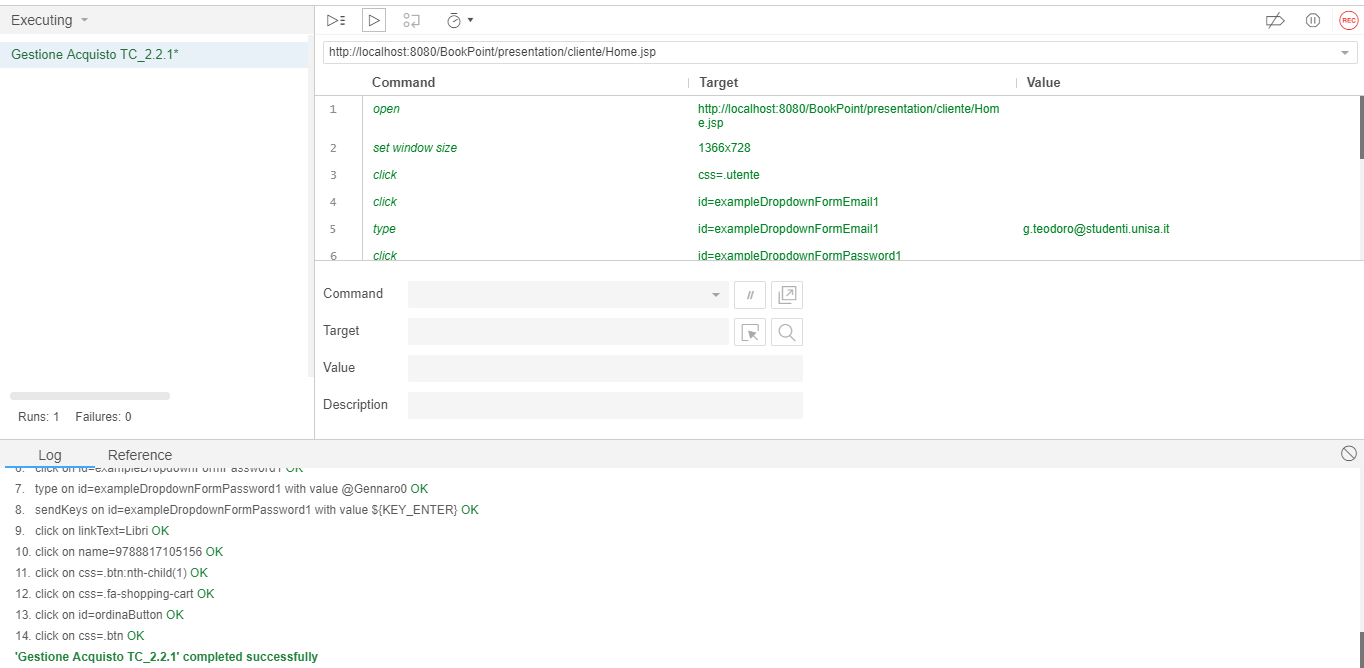 Executing
Gestione Acquisto TC_2.2.1*
Runs: 1 Failures: 0
REC
http://localhost:8080/BookPoint/presentation/cliente/Home.jsp
Command Target Value
1 open http://localhost:8080/BookPoint/presentation/cliente/Hom
e.jsp
2 set window size 1366x728
3 click css=.utente
4 click id=exampleDropdownFormEmail1
5 type id=exampleDropdownFormEmail1 g.teodoro@studenti.unisa.it
6 click id=exampleDropdownFormPassword1
Command //
Target
Value
Description
Log Reference
6. click on id=exampleDropdownFormPassword1 OK
7. type on id=exampleDropdownFormPassword1 with value @Gennaro0 OK
8. sendKeys on id=exampleDropdownFormPassword1 with value ${KEY_ENTER} OK
9. click on linkText=Libri OK
10. click on name=9788817105156 OK
11. click on css=.btn:nth-child(1) OK
12. click on css=.fa-shopping-cart OK
13. click on id=ordinaButton OK
14. click on css=.btn OK
'Gestione Acquisto TC_2.2.1' completed successfully